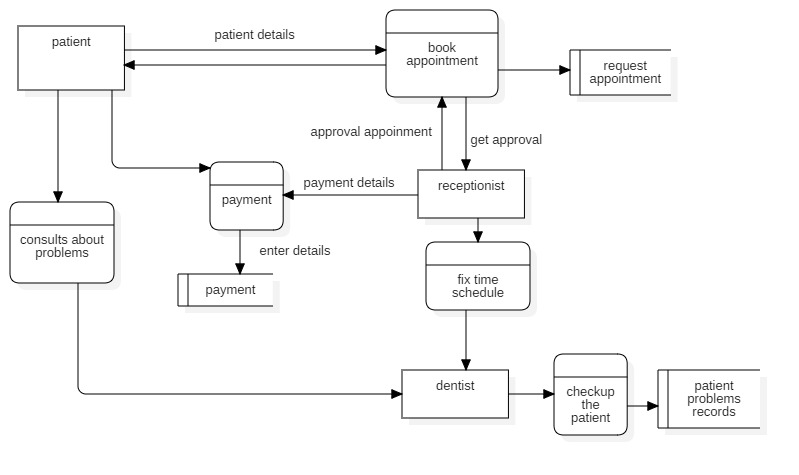 patient
patient details
book
appointment
request
appointment
approval appoinment
get approval
receptionist
payment details
payment
consults about
problems
enter details
payment
fix time
schedule
dentist
checkup
the
patient
patient
problems
records